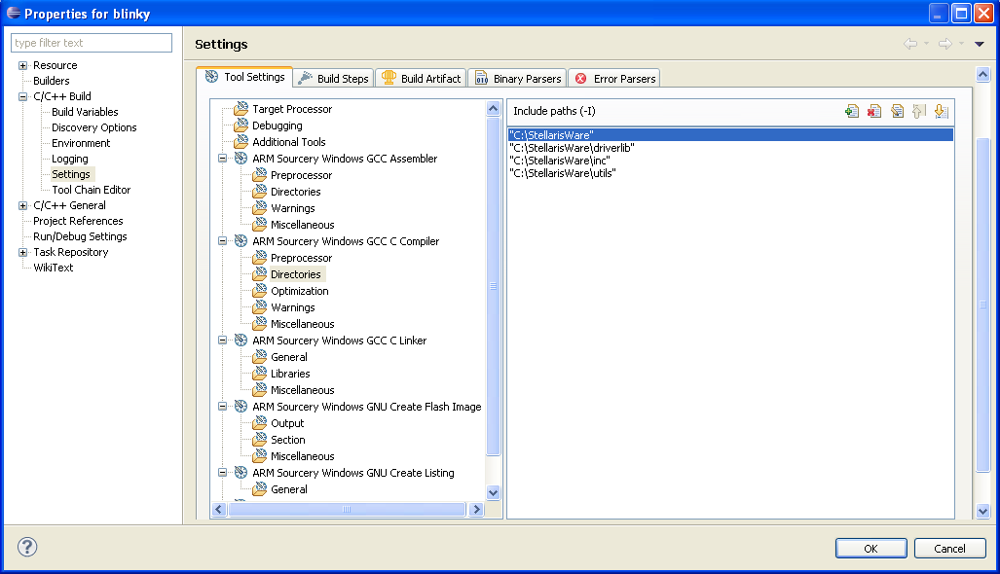 Properties for blinky
type filter text
Resource
Builders
C/C++ Build
Build Variables
Discovery Options
Environment
Logging
Settings
Tool Chain Editor
C/C++ General
Project References
Run/Debug Settings
Task Repository
WikiText
Settings
Tool Settings
Build Steps
Build Artifact
Binary Parsers
Error Parsers
Target Processor
Debugging
Additional Tools
ARM Sourcery Windows GCC Assembler
Preprocessor
Directories
Warnings
Miscellaneous
ARM Sourcery Windows GCC C Compiler
Preprocessor
Directories
Optimization
Warnings
Miscellaneous
ARM Sourcery Windows GCC C Linker
General
Libraries
Miscellaneous
ARM Sourcery Windows GNU Create Flash Image
Output
Section
Miscellaneous
ARM Sourcery Windows GNU Create Listing
General
Include paths (-I)
"C:\StellarisWare"
"C:\StellarisWare\driverlib"
"C:\StellarisWare\inc"
"C:\StellarisWare\utils"
OK
Cancel